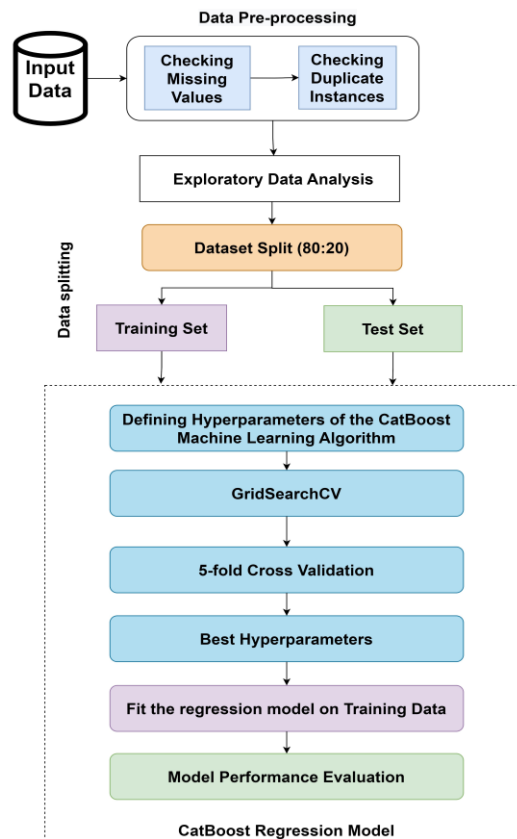 Data Pre-processing
Input
Data
Checking
Missing
Values
Checking
Duplicate
Instances
Exploratory Data Analysis
Data splitting
Dataset Split (80:20)
Training Set
Test Set
Defining Hyperparameters of the CatBoost
Machine Learning Algorithm
GridSearchCV
5-fold Cross Validation
Best Hyperparameters
Fit the regression model on Training Data
Model Performance Evaluation
CatBoost Regression Model